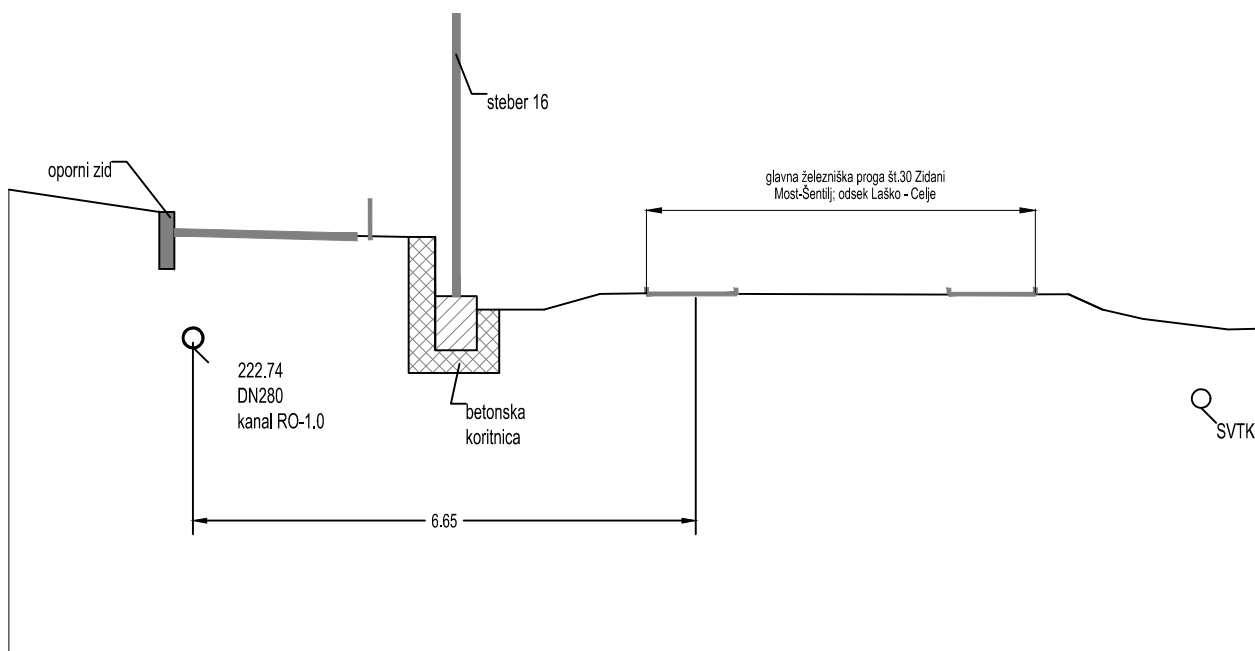 steber 16
oporni zid
glavna železniška proga št.30 Zidani
Most-Šentilj; odsek Laško - Celje
222.74
DN280
kanal RO-1.0
betonska
koritnica
SVTK
6.65